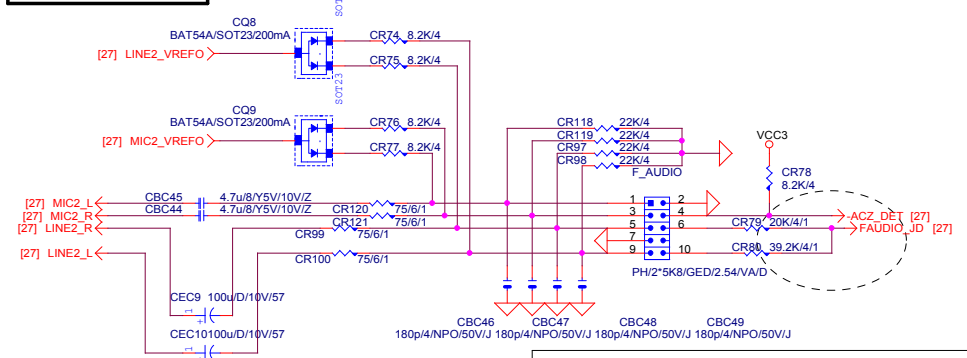 SOT
CQ8
BAT54A/SOT23/200mA
CR74 8.2K/4
[27] LINE2_VREFO
CR75 8.2K/4
SOT23
CQ9
BAT54A/SOT23/200mA
CR76 8.2K/4
[27] MIC2_VREFO
CR77 8.2K/4
CR118 22K/4
CR119 22K/4
CR97 22K/4
CR98 22K/4
F_AUDIO
VCC3
CR78
8.2K/4
[27] MIC2_L
CBC45 4.7u/8/Y5V/10V/Z
[27] MIC2_R
CBC44 4.7u/8/Y5V/10V/Z
CR120 75/6/1
[27] LINE2_R
CR121 75/6/1
CR99 75/6/1
[27] LINE2_L
CR100 75/6/1
1 2
3 4
5 6
7
9 10
-ACZ_DET [27]
CR79 20K/4/1
FAUDIO_JD [27]
CR80 39.2K/4/1
PH/2*5K8/GED/2.54/VA/D
CEC9 100u/D/10V/57
1 +
CEC10 100u/D/10V/57
1 +
CBC46 CBC47 CBC48 CBC49
180p/4/NPO/50V/J 180p/4/NPO/50V/J 180p/4/NPO/50V/J 180p/4/NPO/50V/J